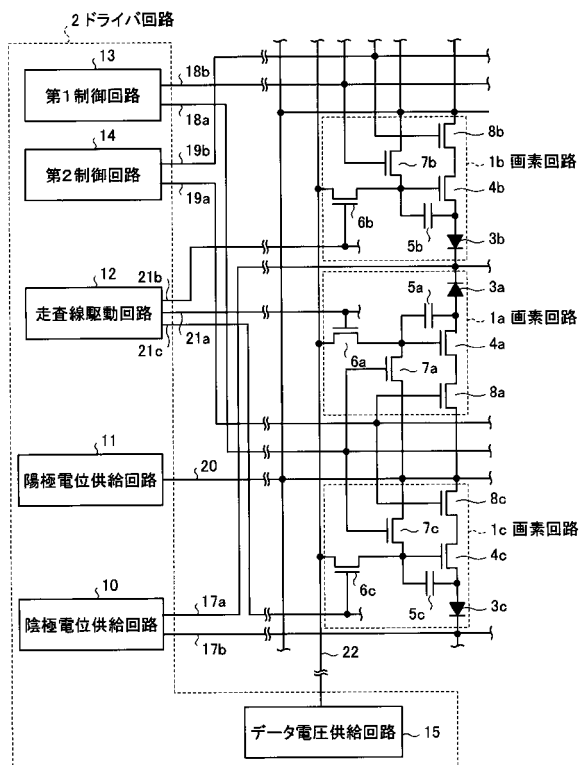 2 ドライバ回路
13
第1制御回路
18b
18a
14
第2制御回路
19b
19a
12
走査線駆動回路
21b
21a
21c
11
陽極電位供給回路
20
10
陰極電位供給回路
17a
17b
8b
1b 画素回路
7b
4b
6b
5b
3b
3a
5a
1a 画素回路
4a
6a
7a
8a
8c
7c
1c 画素回路
4c
6c
5c
3c
22
データ電圧供給回路
15